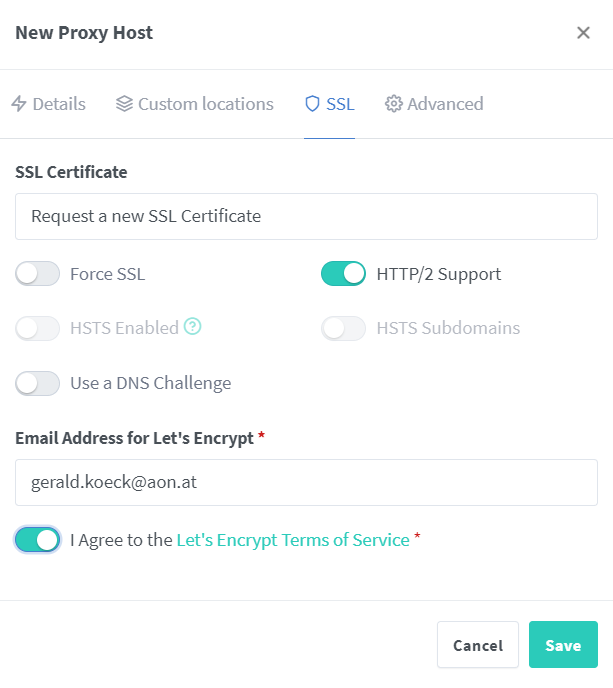 New Proxy Host
Details Custom locations SSL Advanced
SSL Certificate
Request a new SSL Certificate
Force SSL HTTP/2 Support
HSTS Enabled ? HSTS Subdomains
Use a DNS Challenge
Email Address for Let's Encrypt *
gerald.koeck@aon.at
I Agree to the Let's Encrypt Terms of Service *
Cancel Save